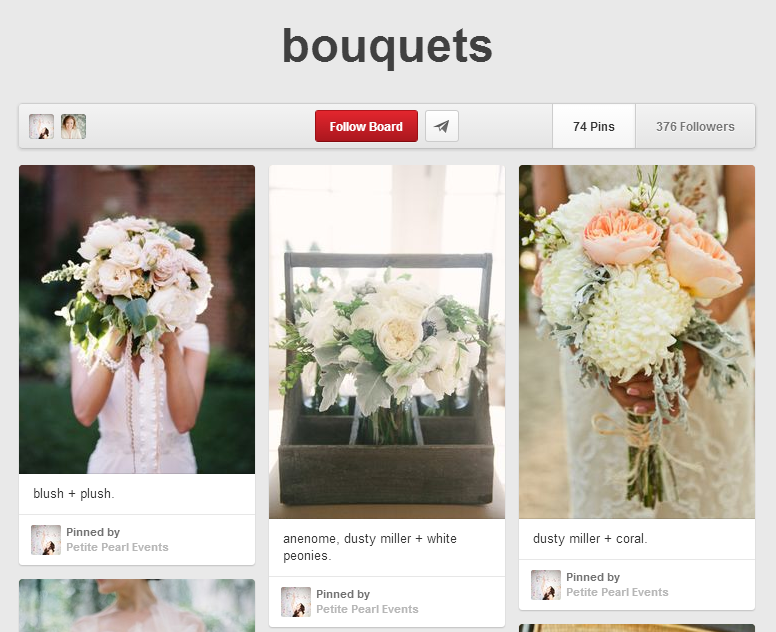 bouquets
Follow Board
74 Pins
376 Followers
blush + plush.
Pinned by
Petite Pearl Events
anenome, dusty miller + white
peonies.
Pinned by
Petite Pearl Events
dusty miller + coral.
Pinned by
Petite Pearl Events